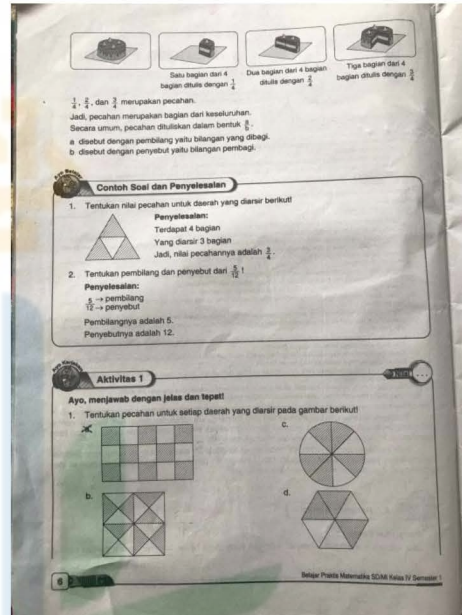 Satu bagian dari 4
bagian ditulis dengan 1/4
Dua bagian dari 4 bagian
ditulis dengan 2/4
Tiga bagian dari 4
bagian ditulis dengan 3/4
1/4, 2/4, dan 3/4 merupakan pecahan.
Jadi, pecahan merupakan bagian dari keseluruhan.
Secara umum, pecahan dituliskan dalam bentuk a/b.
a disebut dengan pembilang yaitu bilangan yang dibagi.
b disebut dengan penyebut yaitu bilangan pembagi.
Contoh Soal dan Penyelesaian
1. Tentukan nilai pecahan untuk daerah yang diarsir berikut!
Penyelesaian:
Terdapat 4 bagian
Yang diarsir 3 bagian
Jadi, nilai pecahannya adalah 3/4.
2. Tentukan pembilang dan penyebut dari 5/12 !
Penyelesaian:
5 → pembilang
12 → penyebut
Pembilangnya adalah 5.
Penyebutnya adalah 12.
Aktivitas 1
Nilai
Ayo, menjawab dengan jelas dan tepat!
1. Tentukan pecahan untuk setiap daerah yang diarsir pada gambar berikut!
c.
b.
d.
6
Belajar Praktis Matematika SD/MI Kelas IV Semester 1